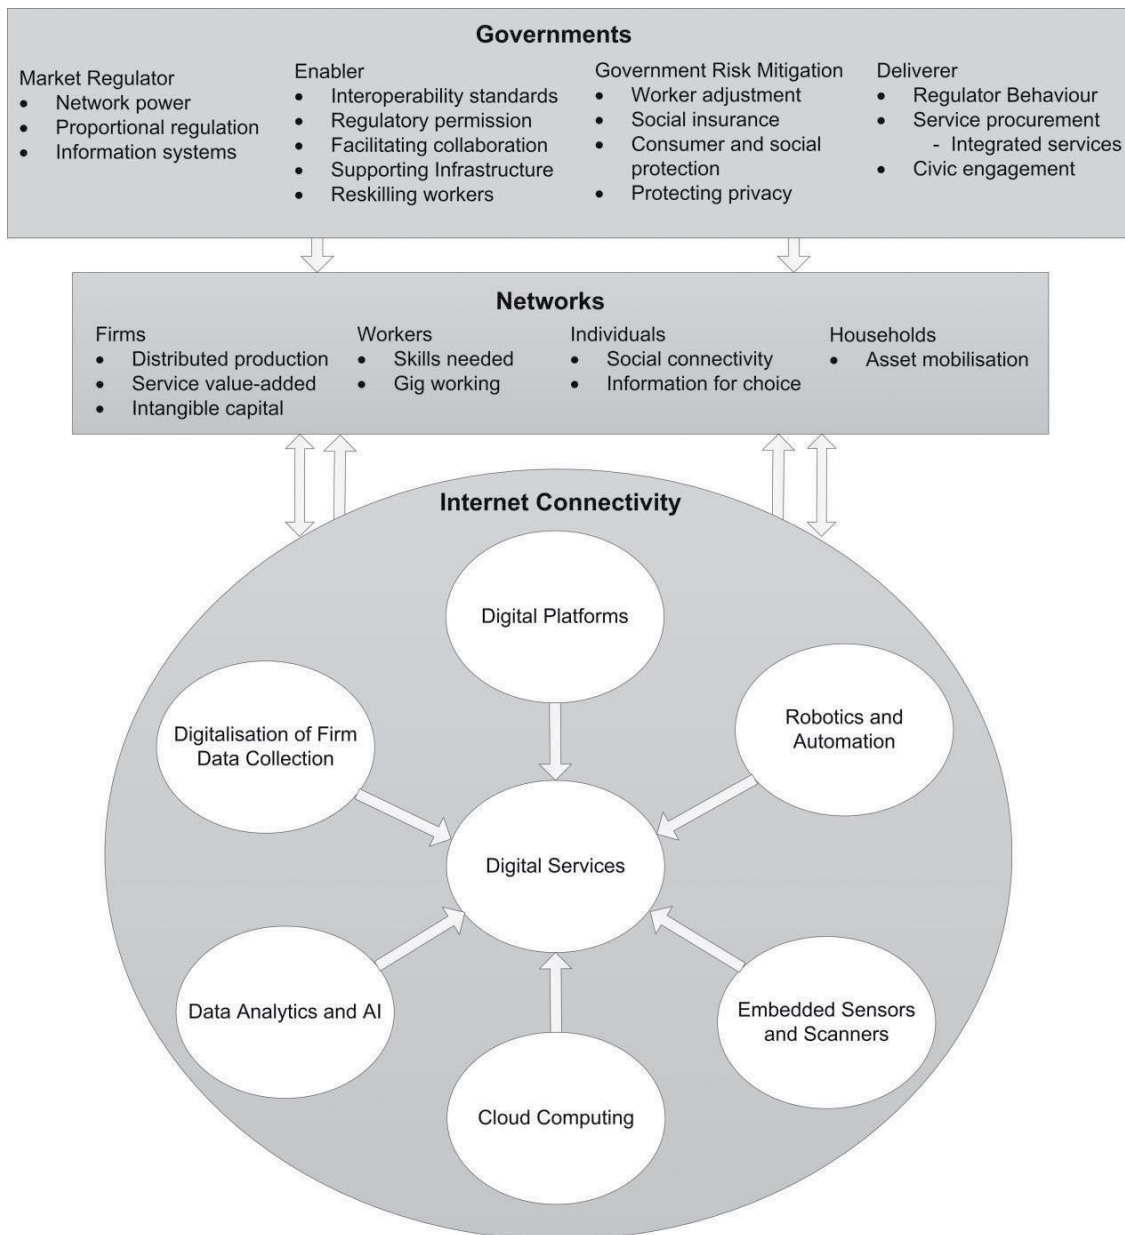 Governments
Market Regulator
• Network power
• Proportional regulation
• Information systems
Enabler
• Interoperability standards
• Regulatory permission
• Facilitating collaboration
• Supporting Infrastructure
• Reskilling workers
Government Risk Mitigation
• Worker adjustment
• Social insurance
• Consumer and social
protection
• Protecting privacy
Deliverer
• Regulator Behaviour
• Service procurement
- Integrated services
• Civic engagement
Networks
Firms
• Distributed production
• Service value-added
• Intangible capital
Workers
• Skills needed
• Gig working
Individuals
• Social connectivity
• Information for choice
Households
• Asset mobilisation
Internet Connectivity
Digital Platforms
Digitalisation of Firm
Data Collection
Robotics and
Automation
Digital Services
Data Analytics and AI
Embedded Sensors
and Scanners
Cloud Computing